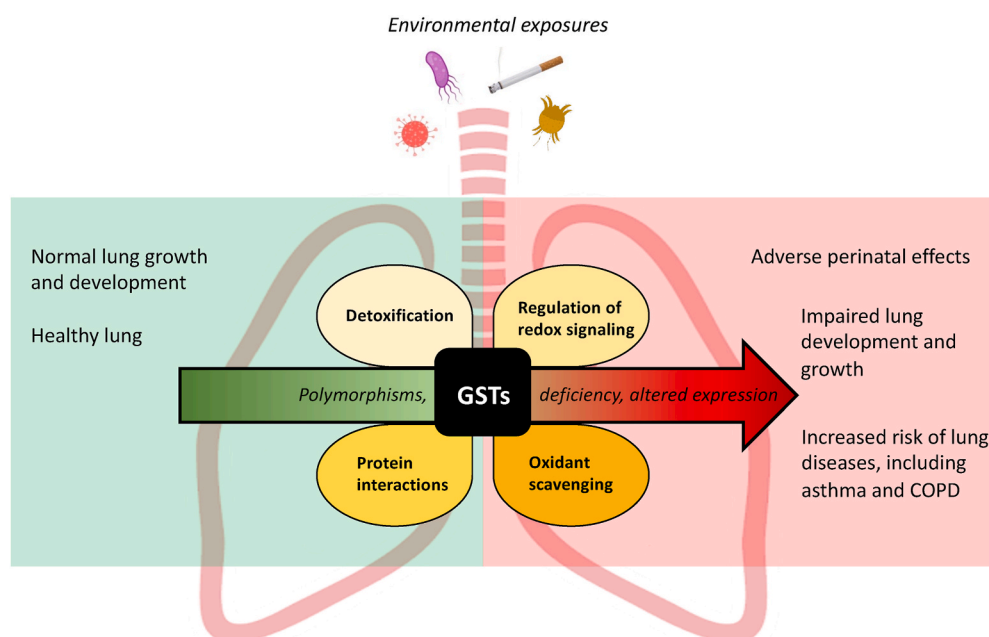 Environmental exposures
Normal lung growth
and development
Healthy lung
Detoxification
Regulation of
redox signaling
Polymorphisms,
GSTs
deficiency, altered expression
Protein
interactions
Oxidant
scavenging
Adverse perinatal effects
Impaired lung
development and
growth
Increased risk of lung
diseases, including
asthma and COPD